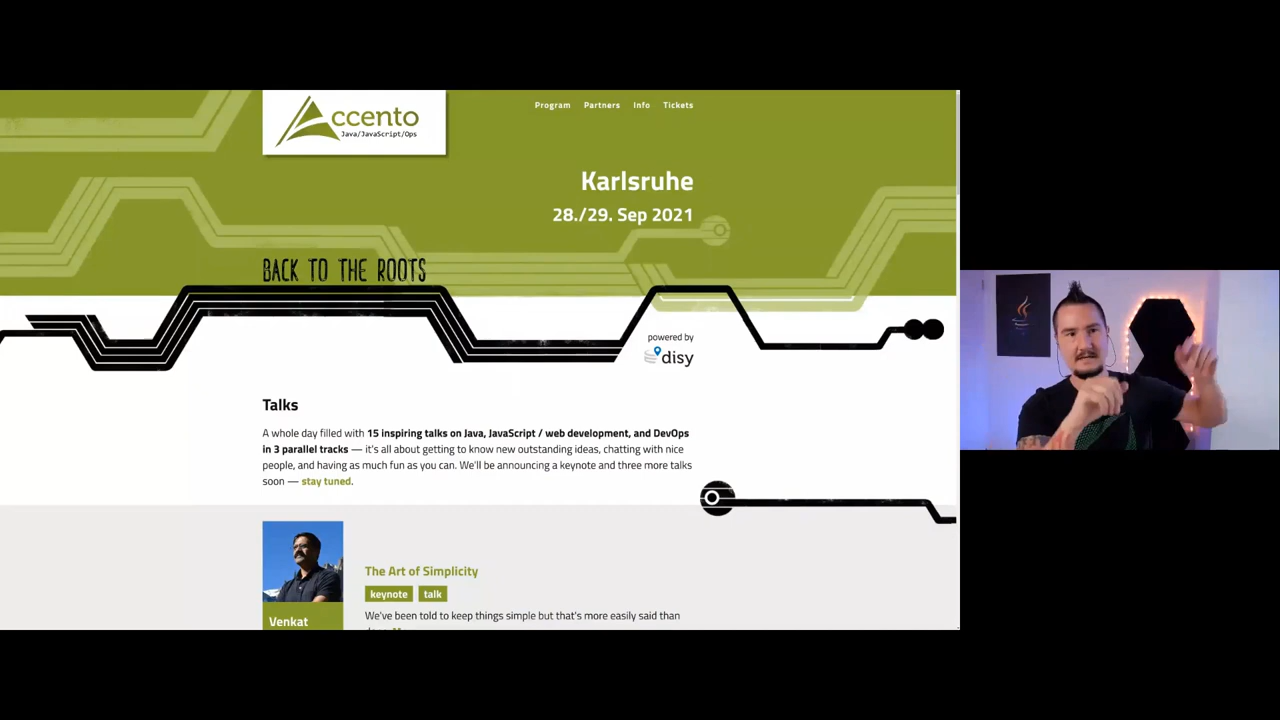 Accento
Java/JavaScript/Ops
Program Partners Info Tickets
Karlsruhe
28./29. Sep 2021
BACK TO THE ROOTS
powered by
disy
Talks
A whole day filled with 15 inspiring talks on Java, JavaScript / web development, and DevOps
in 3 parallel tracks — it's all about getting to know new outstanding ideas, chatting with nice
people, and having as much fun as you can. We'll be announcing a keynote and three more talks
soon — stay tuned.
The Art of Simplicity
keynote talk
We've been told to keep things simple but that's more easily said than
Venkat